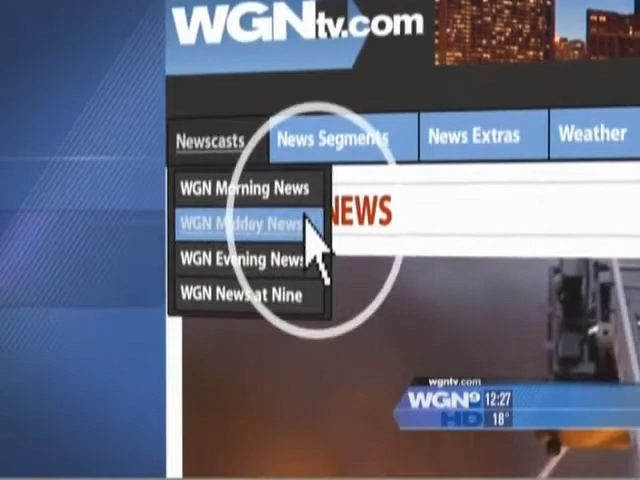 WGNtv.com
Newscasts
News Segments
News Extras
Weather
WGN Morning News
WGN Midday News
WGN Evening News
WGN News at Nine
NEWS
wgntv.com
WGN9 12:27
HD 18°